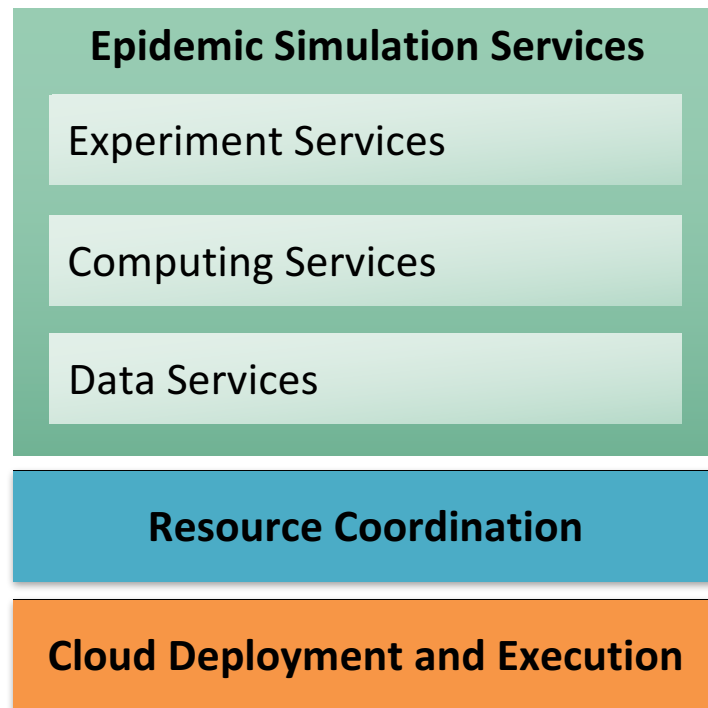 Epidemic Simulation Services
Experiment Services
Computing Services
Data Services
Resource Coordination
Cloud Deployment and Execution